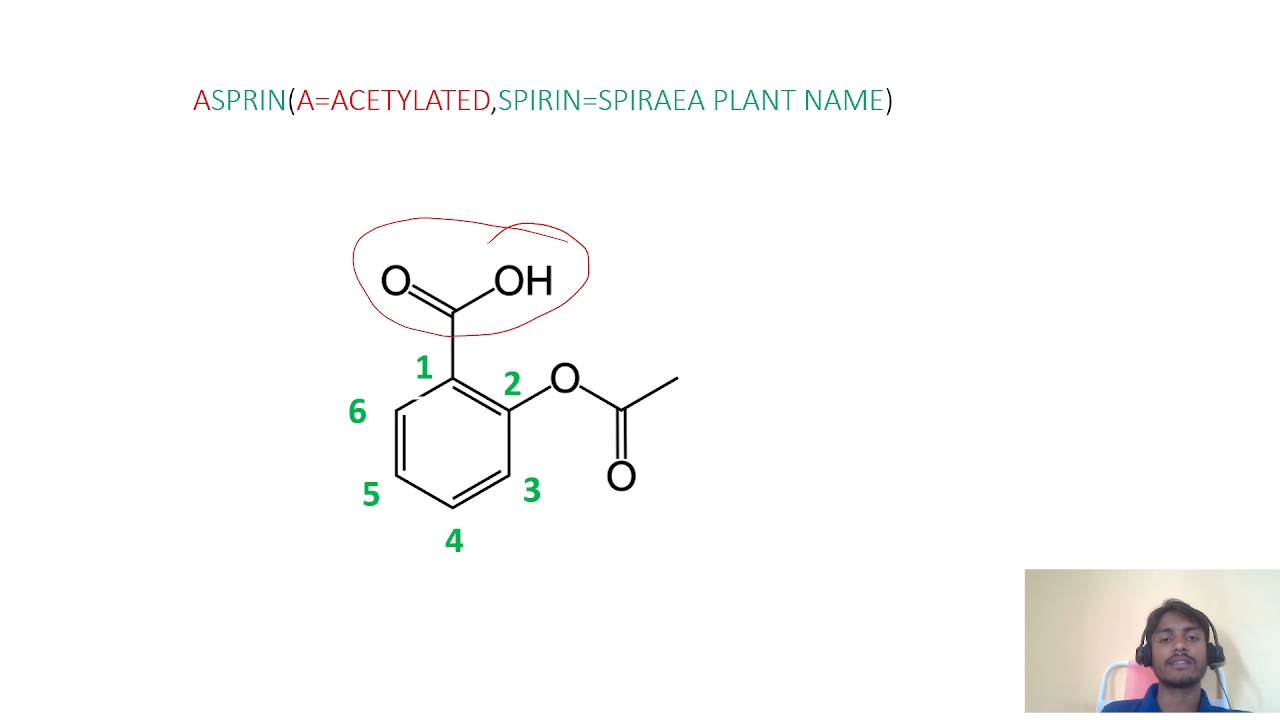 ASPRIN(A=ACETYLATED,SPIRIN=SPIRAEA PLANT NAME)
O OH
1
2 O
6
O
5 3
4